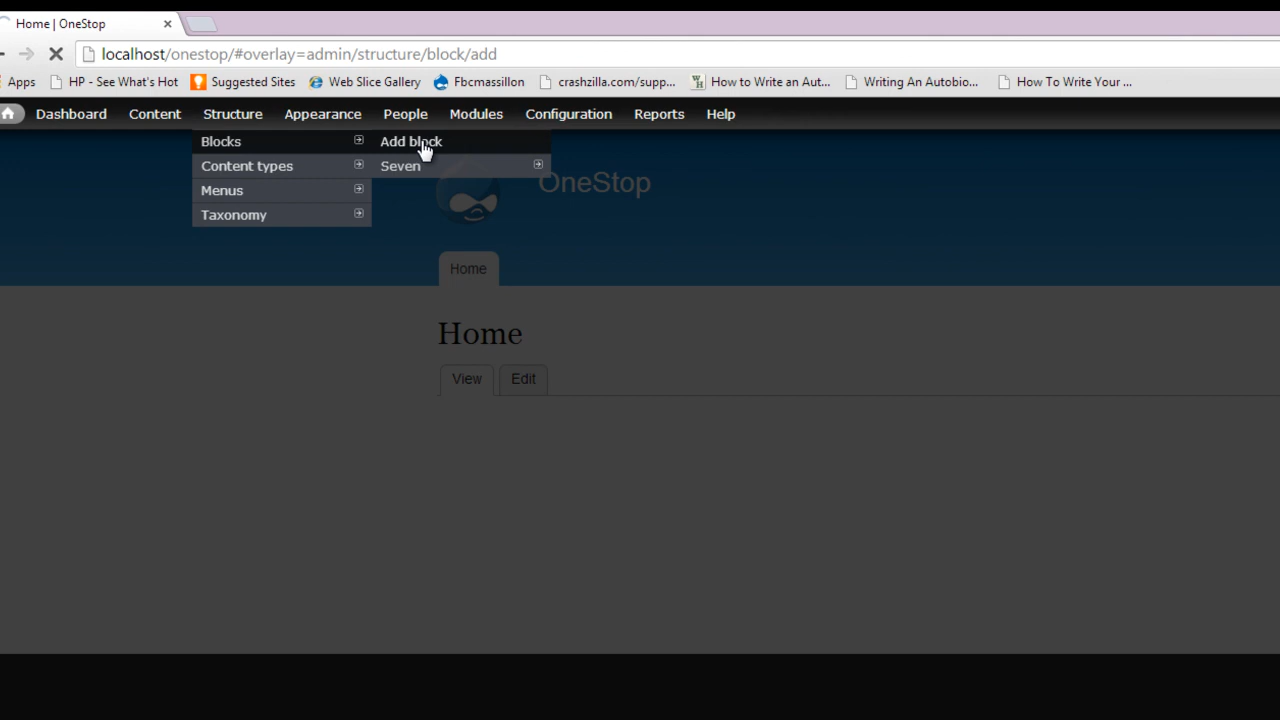 Home | OneStop
localhost/onestop/#overlay=admin/structure/block/add
Apps HP - See What's Hot Suggested Sites Web Slice Gallery Fbcmassillon crashzilla.com/supp... How to Write an Aut... Writing An Autobio... How To Write Your ...
Dashboard Content Structure Appearance People Modules Configuration Reports Help
Blocks Add block
Content types Seven
Menus
Taxonomy
OneStop
Home
Home
View Edit